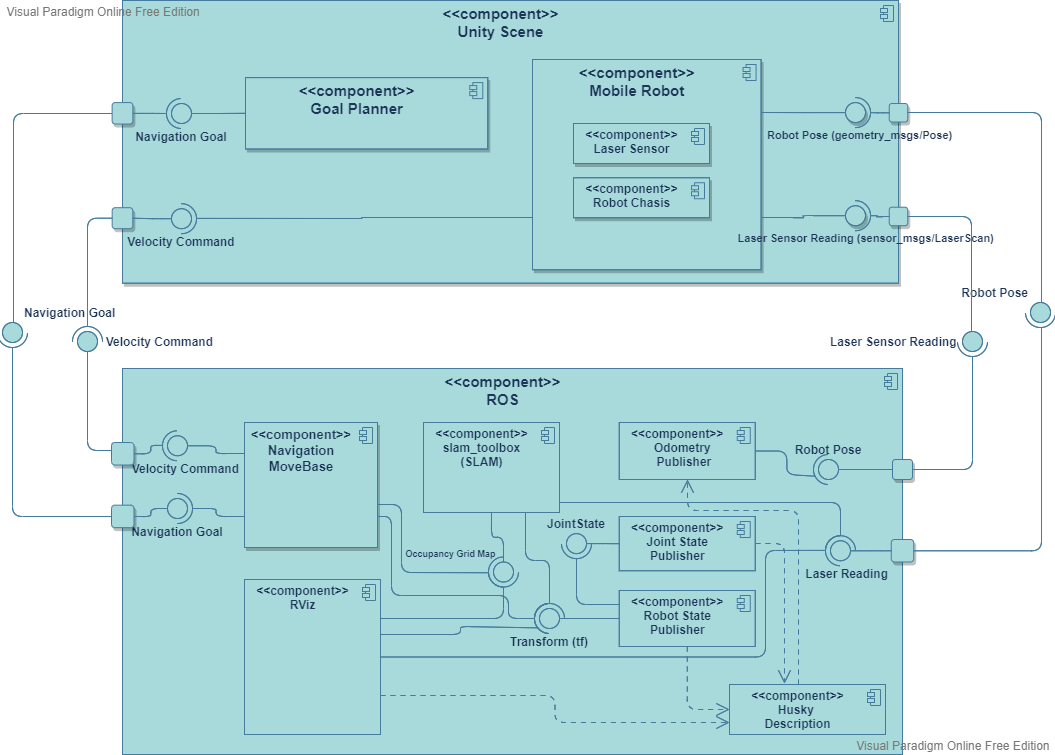 Visual Paradigm Online Free Edition
<<component>>
Unity Scene
<<component>>
Goal Planner
<<component>>
Mobile Robot
<<component>>
Laser Sensor
<<component>>
Robot Chasis
Navigation Goal
Robot Pose (geometry_msgs/Pose)
Velocity Command
Laser Sensor Reading (sensor_msgs/LaserScan)
Navigation Goal
Robot Pose
Velocity Command
Laser Sensor Reading
<<component>>
ROS
<<component>>
Navigation
MoveBase
<<component>>
slam_toolbox
(SLAM)
<<component>>
Odometry
Publisher
Robot Pose
Velocity Command
Navigation Goal
JointState
<<component>>
Joint State
Publisher
Occupancy Grid Map
Laser Reading
<<component>>
RViz
<<component>>
Robot State
Publisher
Transform (tf)
<<component>>
Husky
Description
Visual Paradigm Online Free Edition